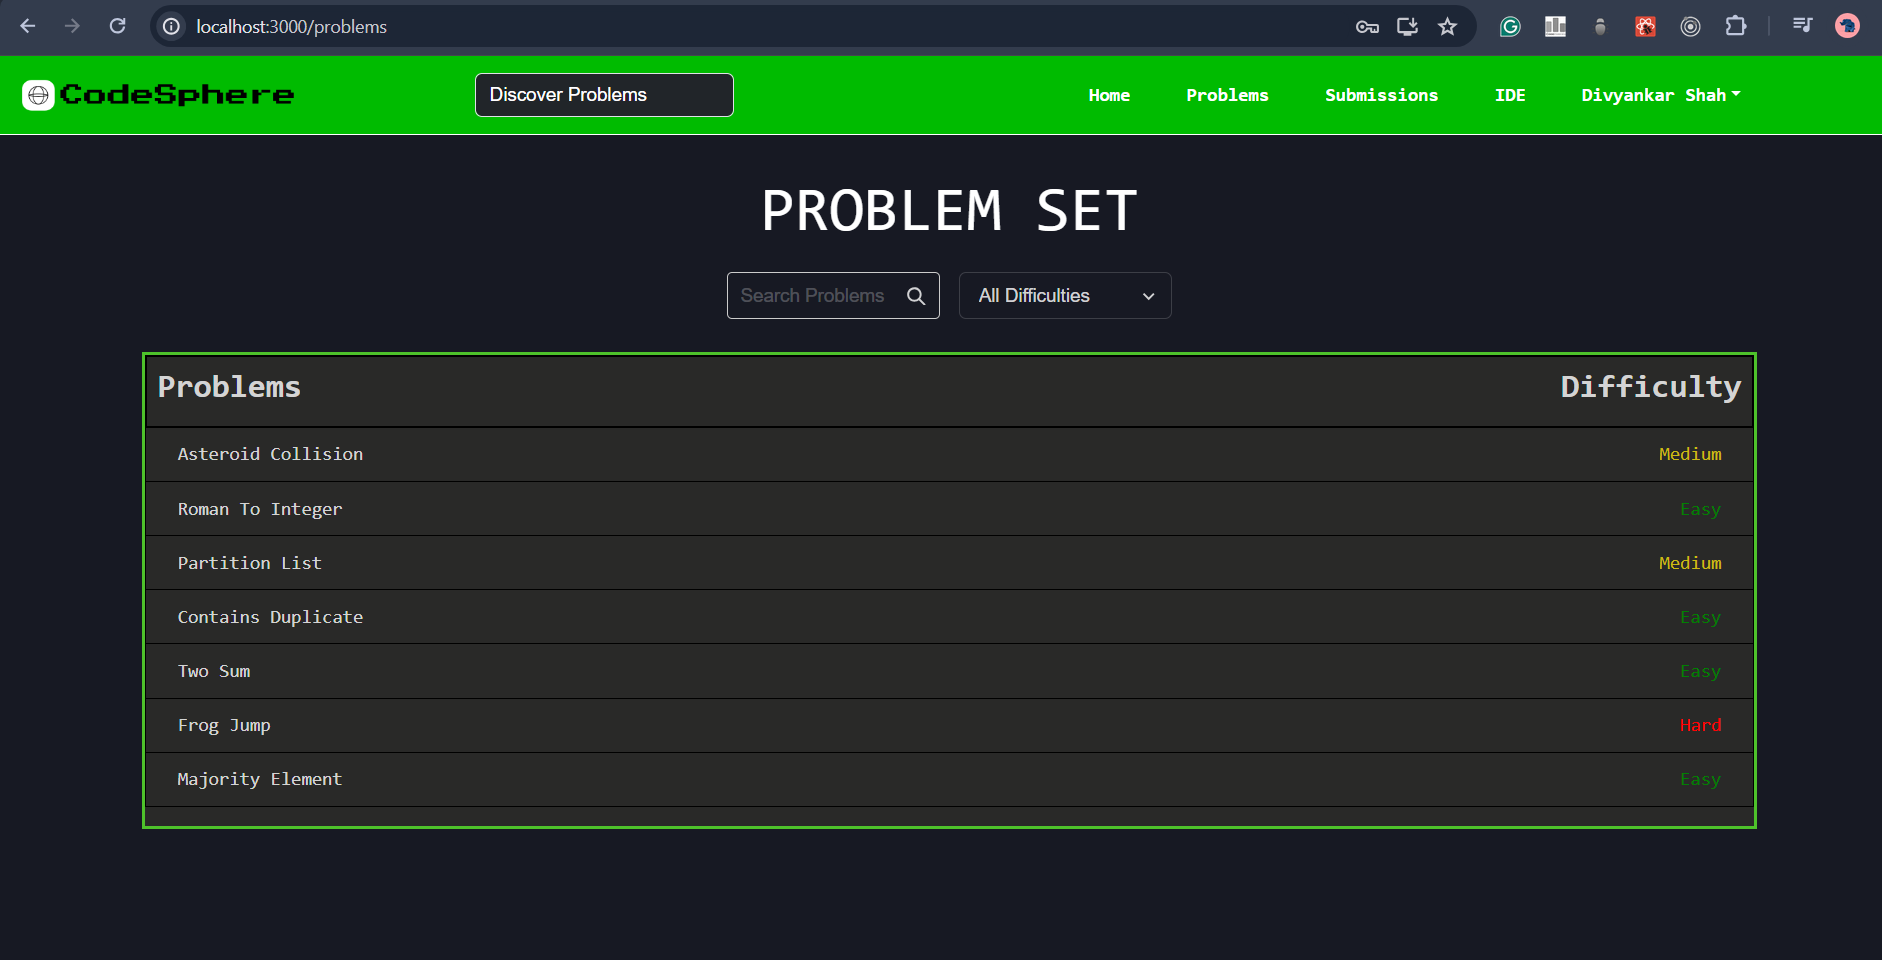 localhost:3000/problems
CodeSphere
Discover Problems
Home Problems Submissions IDE Divyankar Shah
PROBLEM SET
Search Problems All Difficulties
Problems Difficulty
Asteroid Collision Medium
Roman To Integer Easy
Partition List Medium
Contains Duplicate Easy
Two Sum Easy
Frog Jump Hard
Majority Element Easy